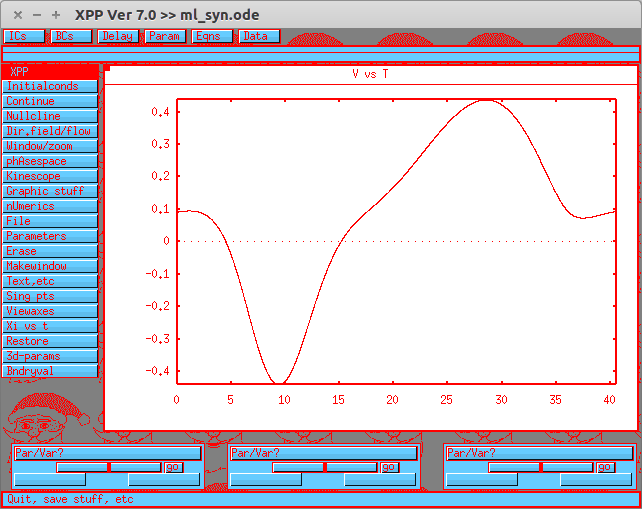 XPP Ver 7.0 >> ml_syn.ode
ICs BCs Delay Param Eqns Data
XPP
Initialconds
Continue
Nullcline
Dir.field/flow
Window/zoom
phAsespace
Kinescope
Graphic stuff
nUmerics
File
Parameters
Erase
Makewindow
Text,etc
Sing pts
Viewaxes
Xi vs t
Restore
3d-params
Bndryval
V vs T
0.4
0.3
0.2
0.1
0
-0.1
-0.2
-0.3
-0.4
0 5 10 15 20 25 30 35 40
Par/Var? Par/Var? Par/Var?
go go go
Quit, save stuff, etc